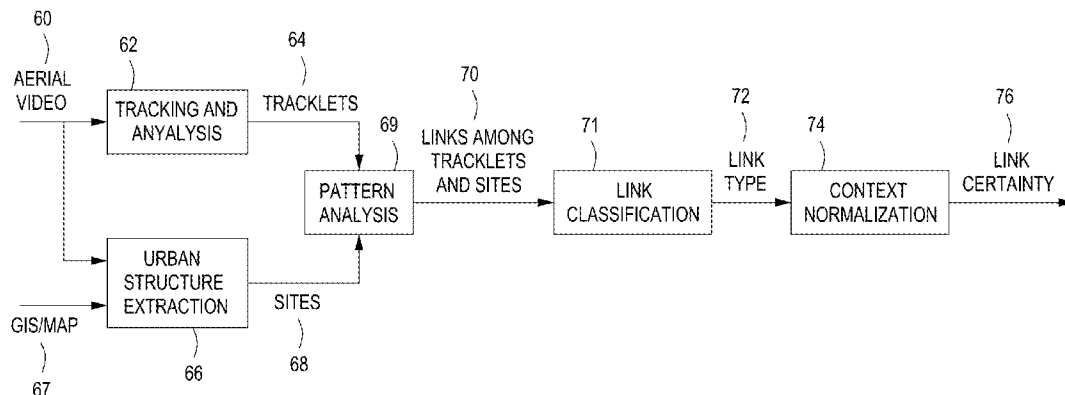 60
AERIAL
VIDEO
62
TRACKING AND
ANYALYSIS
64
TRACKLETS
69
PATTERN
ANALYSIS
70
LINKS AMONG
TRACKLETS
AND SITES
71
LINK
CLASSIFICATION
72
LINK
TYPE
74
CONTEXT
NORMALIZATION
76
LINK
CERTAINTY
URBAN
STRUCTURE
EXTRACTION
66
SITES
68
GIS/MAP
67